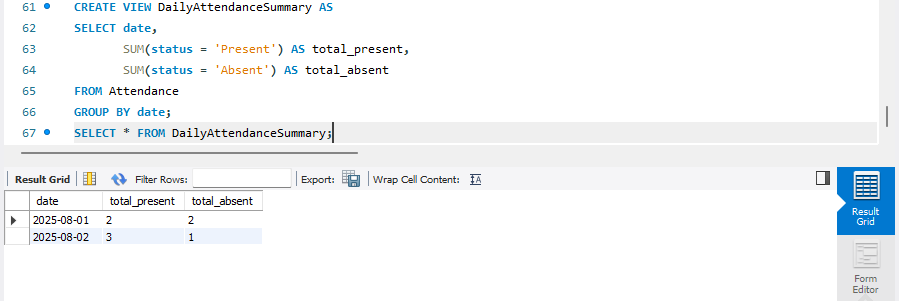 61 CREATE VIEW DailyAttendanceSummary AS
62 SELECT date,
63 SUM(status = 'Present') AS total_present,
64 SUM(status = 'Absent') AS total_absent
65 FROM Attendance
66 GROUP BY date;
67 SELECT * FROM DailyAttendanceSummary;
Result Grid Filter Rows: Export: Wrap Cell Content:
date total_present total_absent
2025-08-01 2 2
2025-08-02 3 1
Result
Grid
Form
Editor